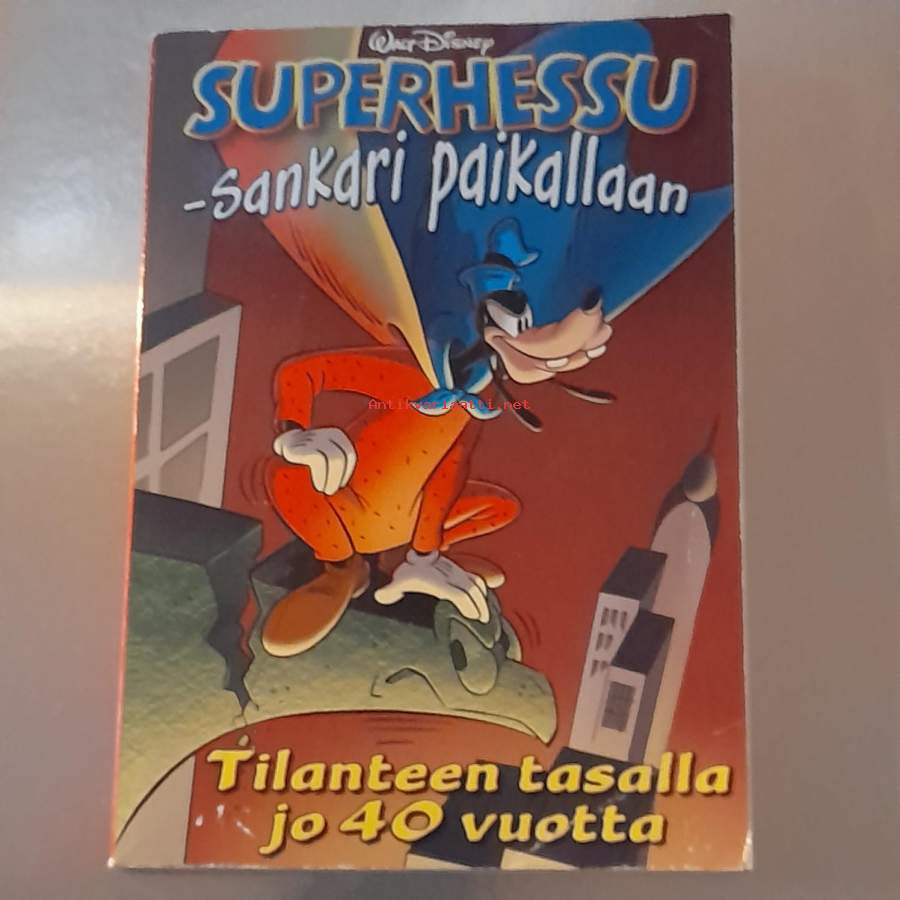 Walt Disney
SUPERHESSU
-sankari paikallaan
Antikvariaatti.net
Tilanteen tasalla
jo 40 vuotta